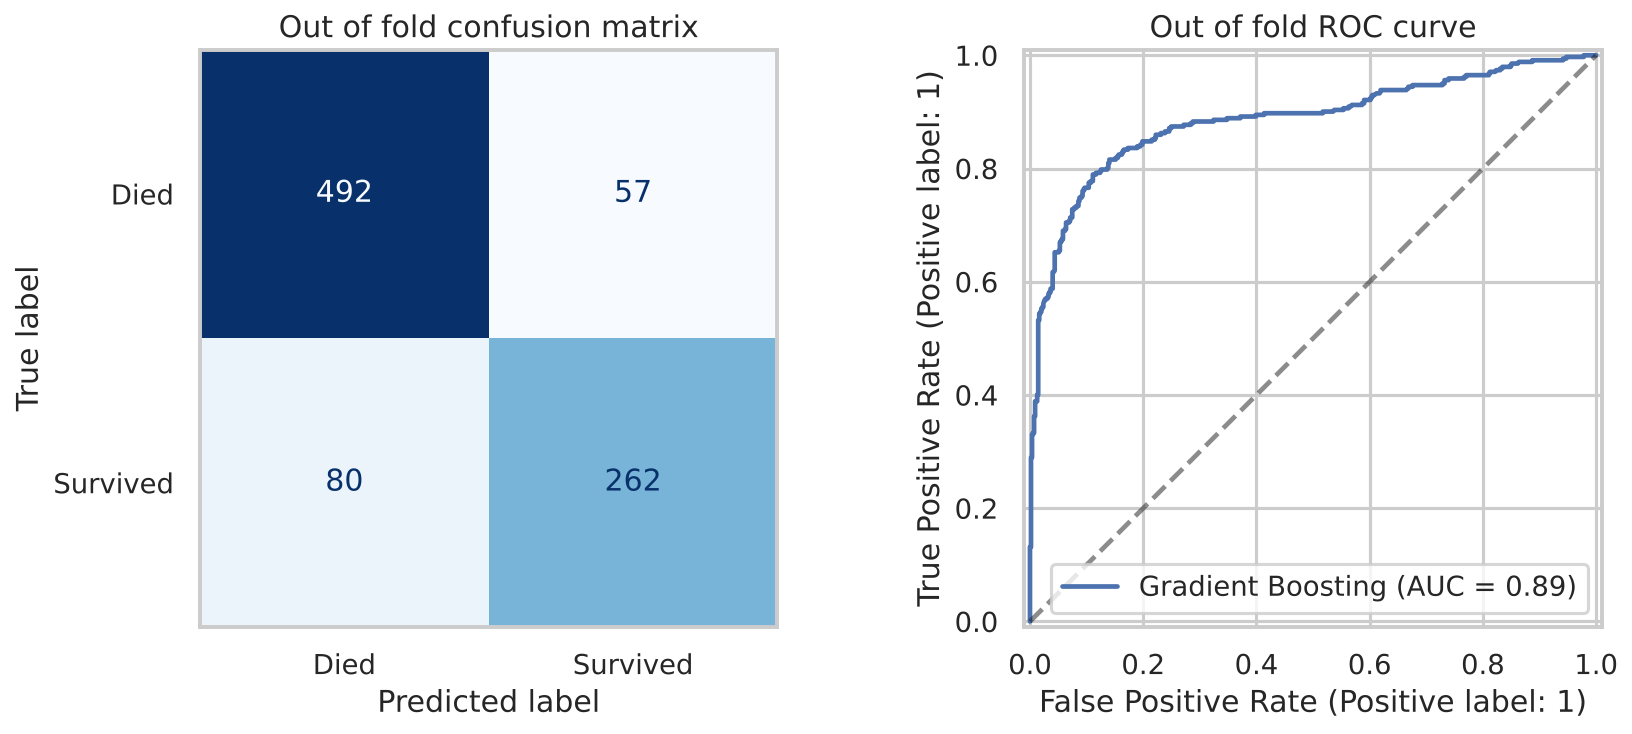 Out of fold confusion matrix
True label
Died
492
57
Survived
80
262
Died
Survived
Predicted label
Out of fold ROC curve
True Positive Rate (Positive label: 1)
1.0
0.8
0.6
0.4
0.2
0.0
Gradient Boosting (AUC = 0.89)
0.0
0.2
0.4
0.6
0.8
1.0
False Positive Rate (Positive label: 1)